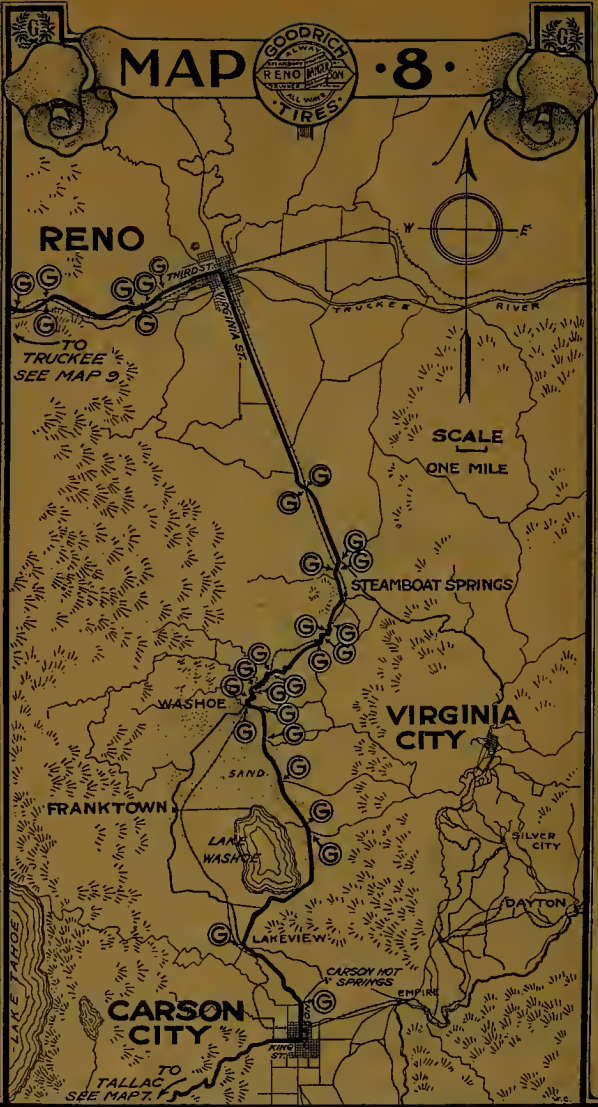 G
G
MAP
GOODRICH
RENO
TIRES
·8·
N
W
E
RENO
THIRD ST.
VIRGINIA ST.
TRUCKEE
RIVER
G
G
G
G
G
G
TO
TRUCKEE
SEE MAP 9
SCALE
ONE MILE
G
G
G
G
G
STEAMBOAT SPRINGS
G
G
G
G
G
G
G
G
G
G
G
G
G
WASHOE
VIRGINIA
CITY
SAND
G
FRANKTOWN
G
G
LAKE
WASHOE
SILVER
CITY
DAYTON
G
LAKEVIEW
CARSON HOT
SPRINGS
G
EMPIRE
CARSON
CITY
KING
ST.
LAKE TAHOE
TO
TALLAC
SEE MAP 7.